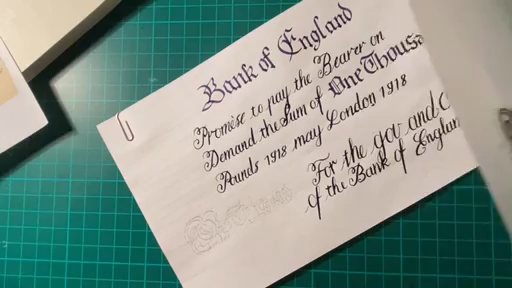 Bank of England
Promise to pay the Bearer on
Demand the Sum of One Thous
Pounds 1918 may London 1918
For the gov and C
of the Bank of Englan